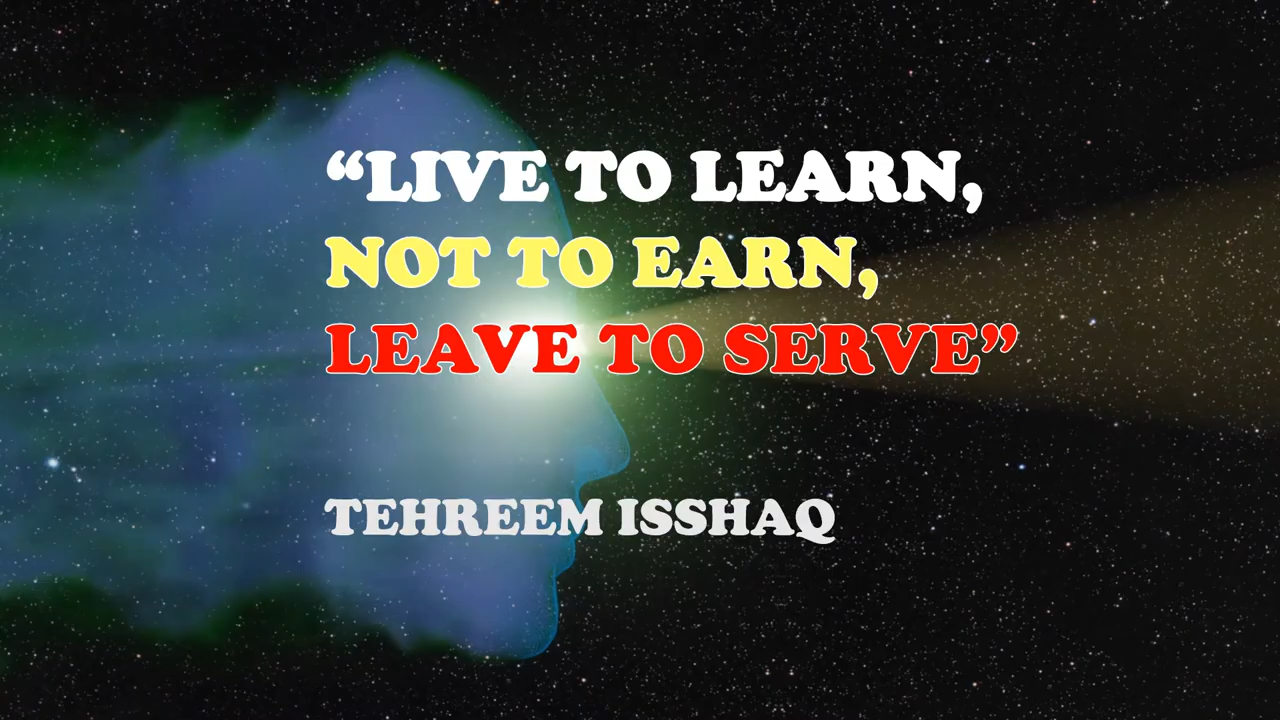 “LIVE TO LEARN,
NOT TO EARN,
LEAVE TO SERVE”
TEHREEM ISSHAQ